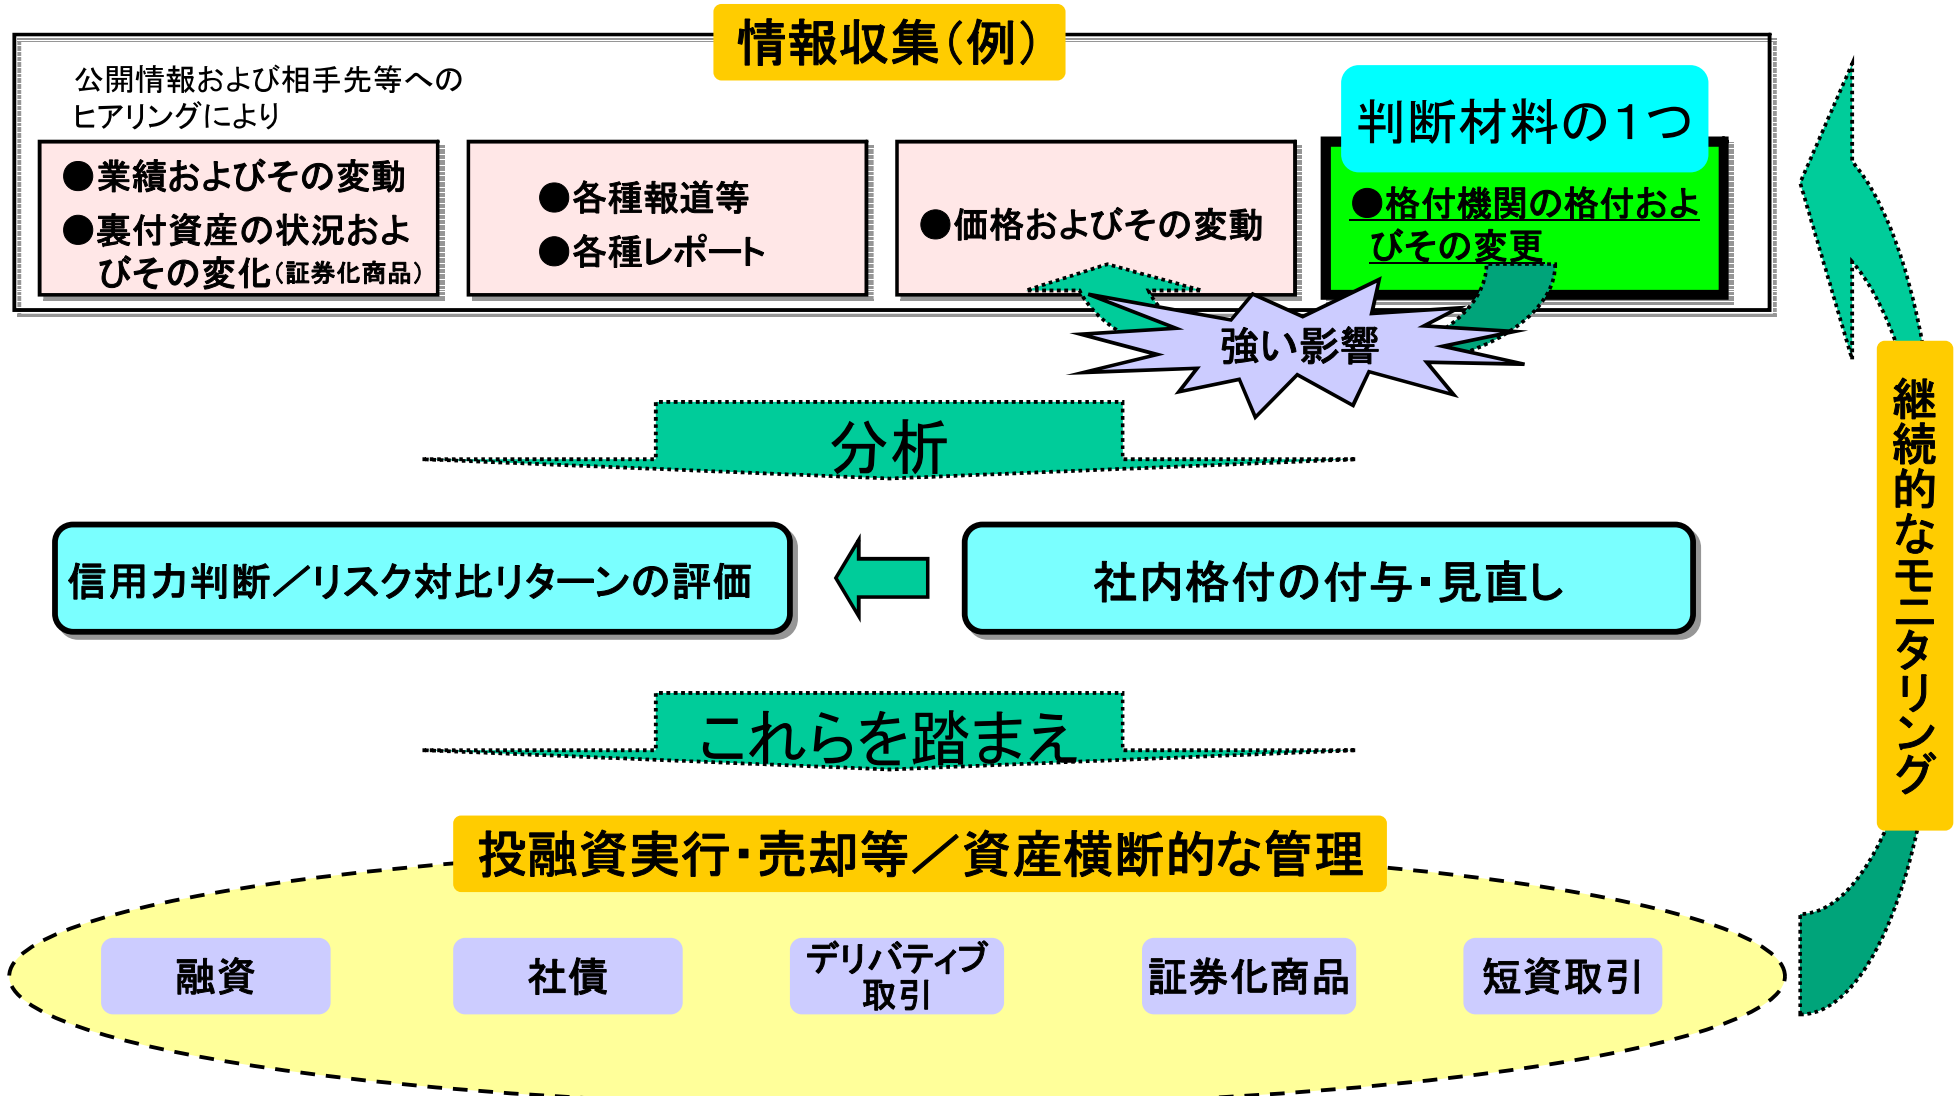 情報収集（例）
公開情報および相手先等への
ヒアリングにより
判断材料の１つ
●業績およびその変動
●裏付資産の状況およ
びその変化（証券化商品）
●各種報道等
●各種レポート
●価格およびその変動
●格付機関の格付およ
びその変更
強い影響
分析
信用力判断／リスク対比リターンの評価
社内格付の付与・見直し
これらを踏まえ
継続的なモニタリング
投融資実行・売却等／資産横断的な管理
融資
社債
デリバティブ
取引
証券化商品
短資取引